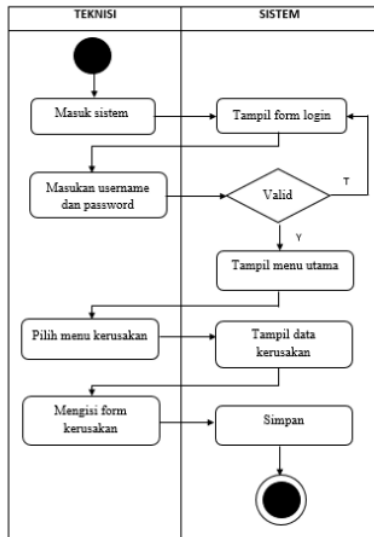 TEKNISI
SISTEM
Masuk sistem
Tampil form login
Masukan username
dan password
Valid
T
Y
Tampil menu utama
Pilih menu kerusakan
Tampil data
kerusakan
Mengisi form
kerusakan
Simpan